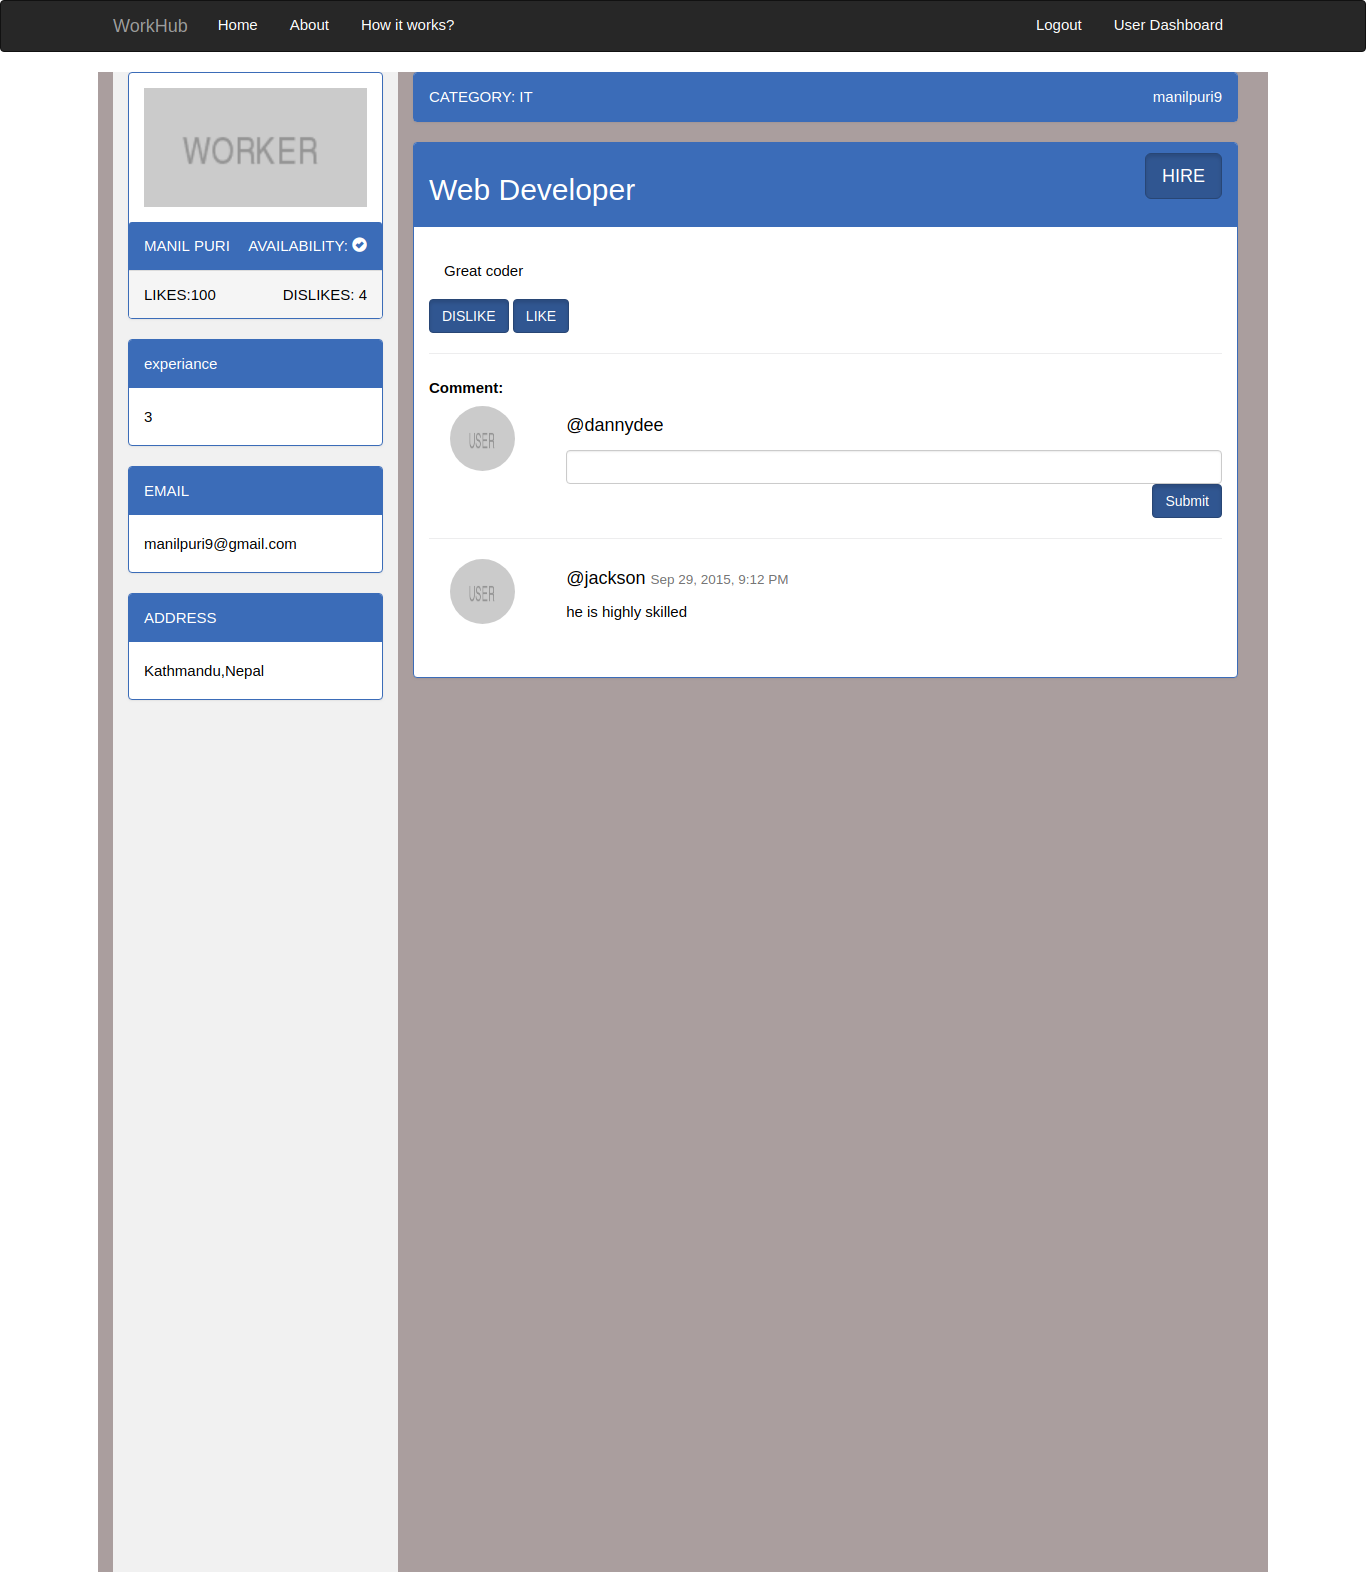 WorkHub Home About How it works? Logout User Dashboard
WORKER
MANIL PURI AVAILABILITY:
LIKES:100 DISLIKES: 4
experiance
3
EMAIL
manilpuri9@gmail.com
ADDRESS
Kathmandu,Nepal
CATEGORY: IT manilpuri9
Web Developer HIRE
Great coder
DISLIKE LIKE
Comment:
USER @dannydee
Submit
USER @jackson Sep 29, 2015, 9:12 PM
he is highly skilled